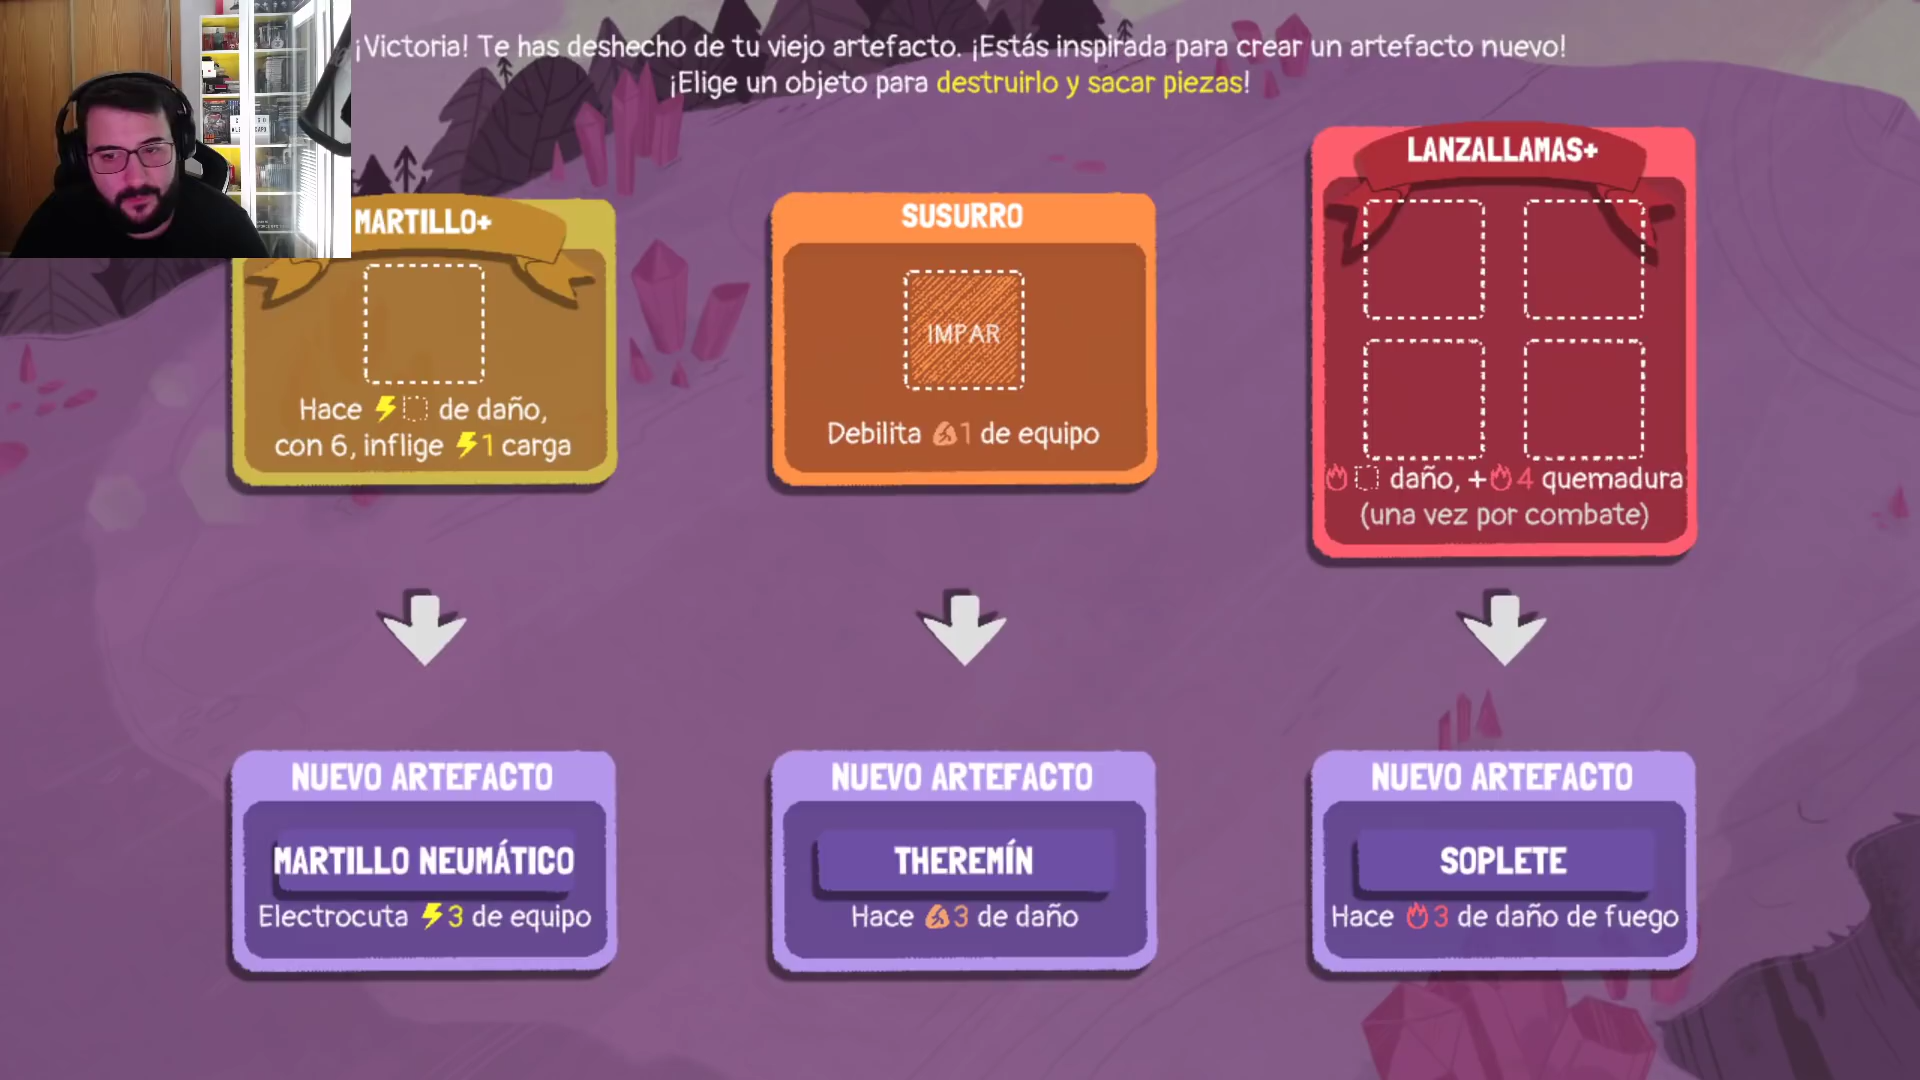 ¡Victoria! Te has deshecho de tu viejo artefacto. ¡Estás inspirada para crear un artefacto nuevo!
¡Elige un objeto para destruirlo y sacar piezas!
MARTILLO+
Hace de daño,
con 6, inflige 1 carga
SUSURRO
IMPAR
Debilita 1 de equipo
LANZALLAMAS+
daño, + 4 quemadura
(una vez por combate)
NUEVO ARTEFACTO
MARTILLO NEUMÁTICO
Electrocuta 3 de equipo
NUEVO ARTEFACTO
THEREMÍN
Hace 3 de daño
NUEVO ARTEFACTO
SOPLETE
Hace 3 de daño de fuego